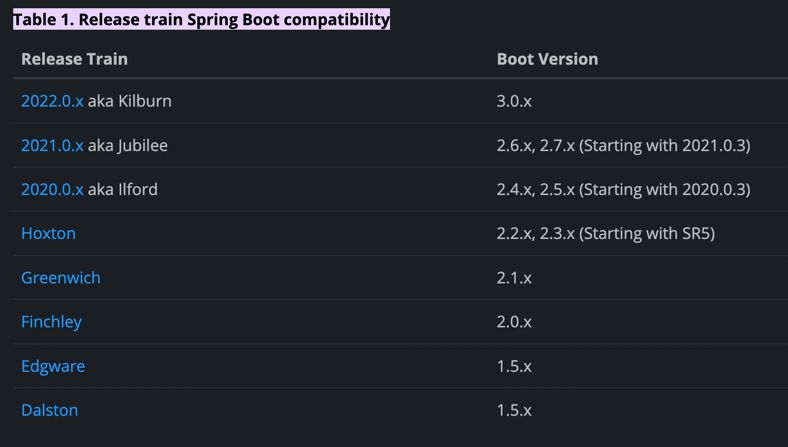 Table 1. Release train Spring Boot compatibility
Release Train Boot Version
2022.0.x aka Kilburn 3.0.x
2021.0.x aka Jubilee 2.6.x, 2.7.x (Starting with 2021.0.3)
2020.0.x aka Ilford 2.4.x, 2.5.x (Starting with 2020.0.3)
Hoxton 2.2.x, 2.3.x (Starting with SR5)
Greenwich 2.1.x
Finchley 2.0.x
Edgware 1.5.x
Dalston 1.5.x